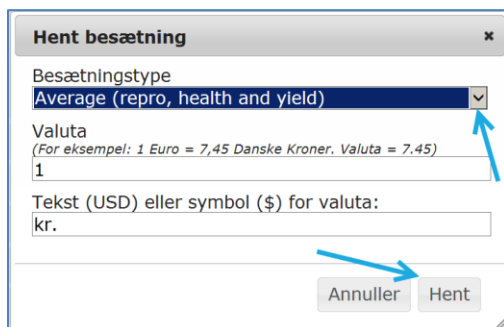 Hent besætning
Besætningstype
Average (repro, health and yield)
Valuta
(For eksempel: 1 Euro = 7,45 Danske Kroner. Valuta = 7.45)
1
Tekst (USD) eller symbol ($) for valuta:
kr.
Annuller Hent